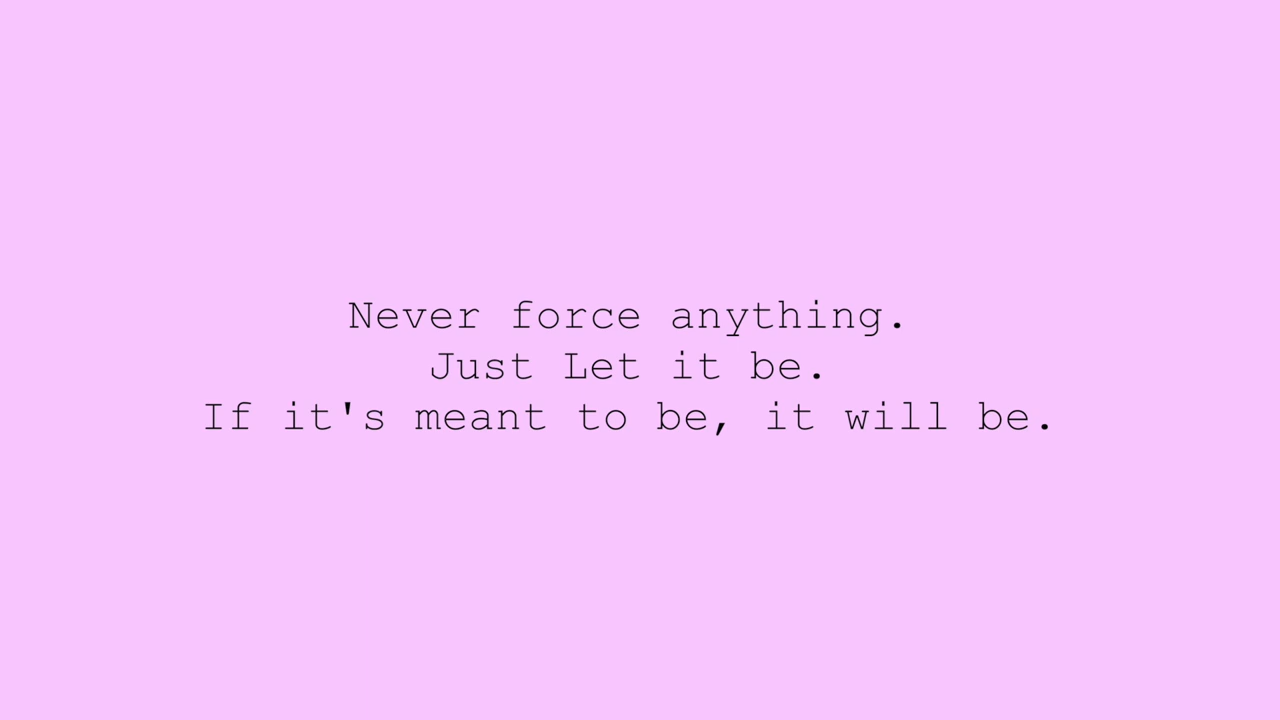 Never force anything.
Just Let it be.
If it's meant to be, it will be.